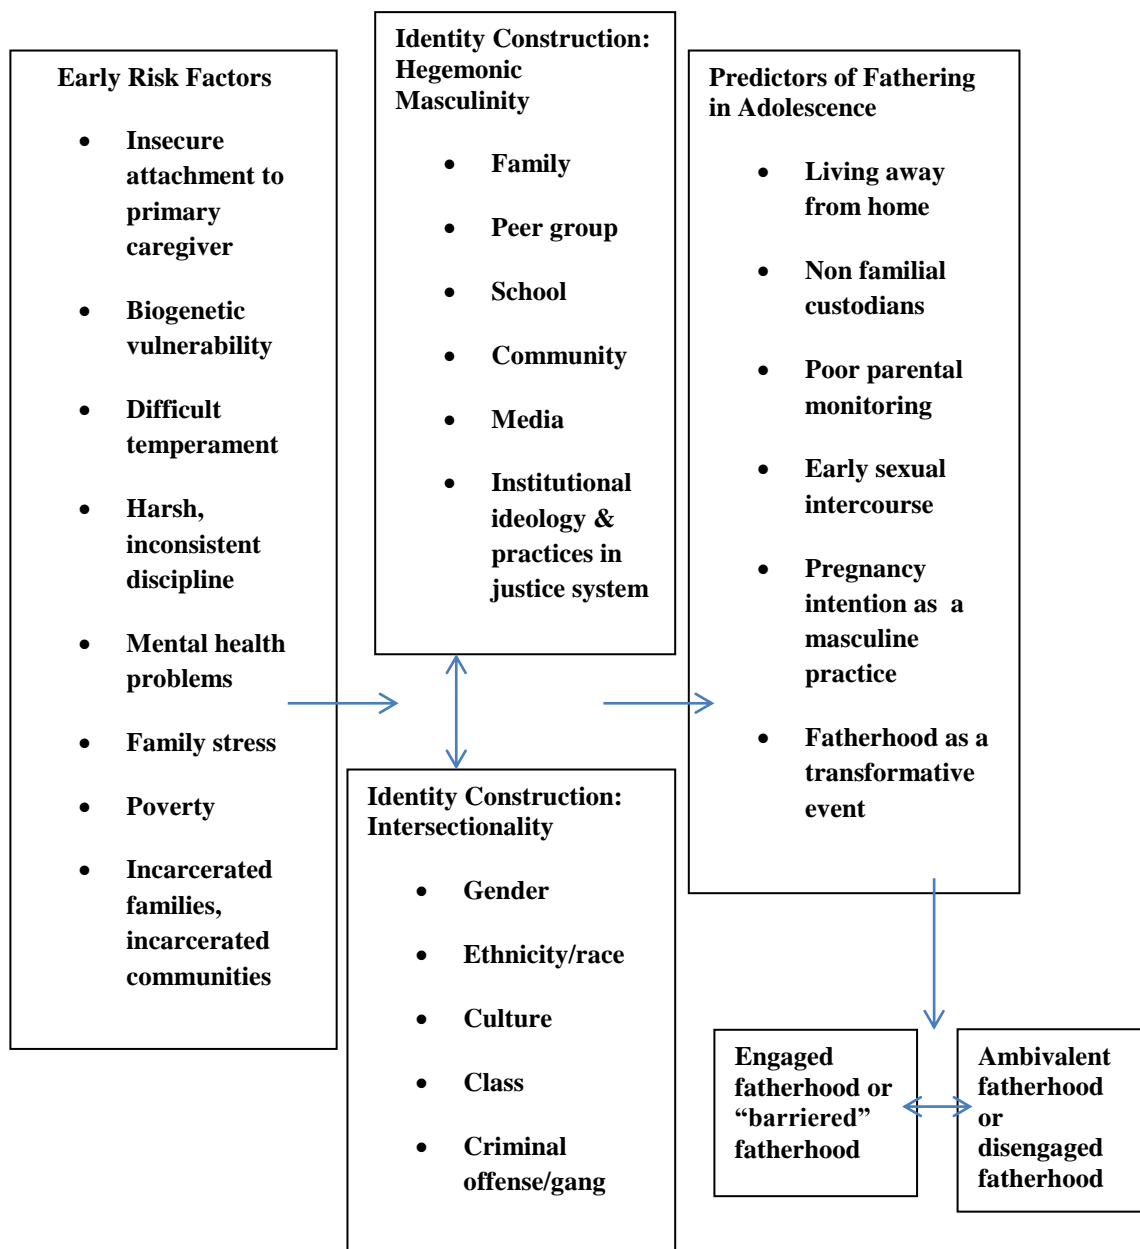 Early Risk Factors
• Insecure
attachment to
primary
caregiver
• Biogenetic
vulnerability
• Difficult
temperament
• Harsh,
inconsistent
discipline
• Mental health
problems
• Family stress
• Poverty
• Incarcerated
families,
incarcerated
communities
Identity Construction:
Hegemonic
Masculinity
• Family
• Peer group
• School
• Community
• Media
• Institutional
ideology &
practices in
justice system
Identity Construction:
Intersectionality
• Gender
• Ethnicity/race
• Culture
• Class
• Criminal
offense/gang
Predictors of Fathering
in Adolescence
• Living away
from home
• Non familial
custodians
• Poor parental
monitoring
• Early sexual
intercourse
• Pregnancy
intention as a
masculine
practice
• Fatherhood as a
transformative
event
Engaged
fatherhood or
“barriered”
fatherhood
Ambivalent
fatherhood
or
disengaged
fatherhood